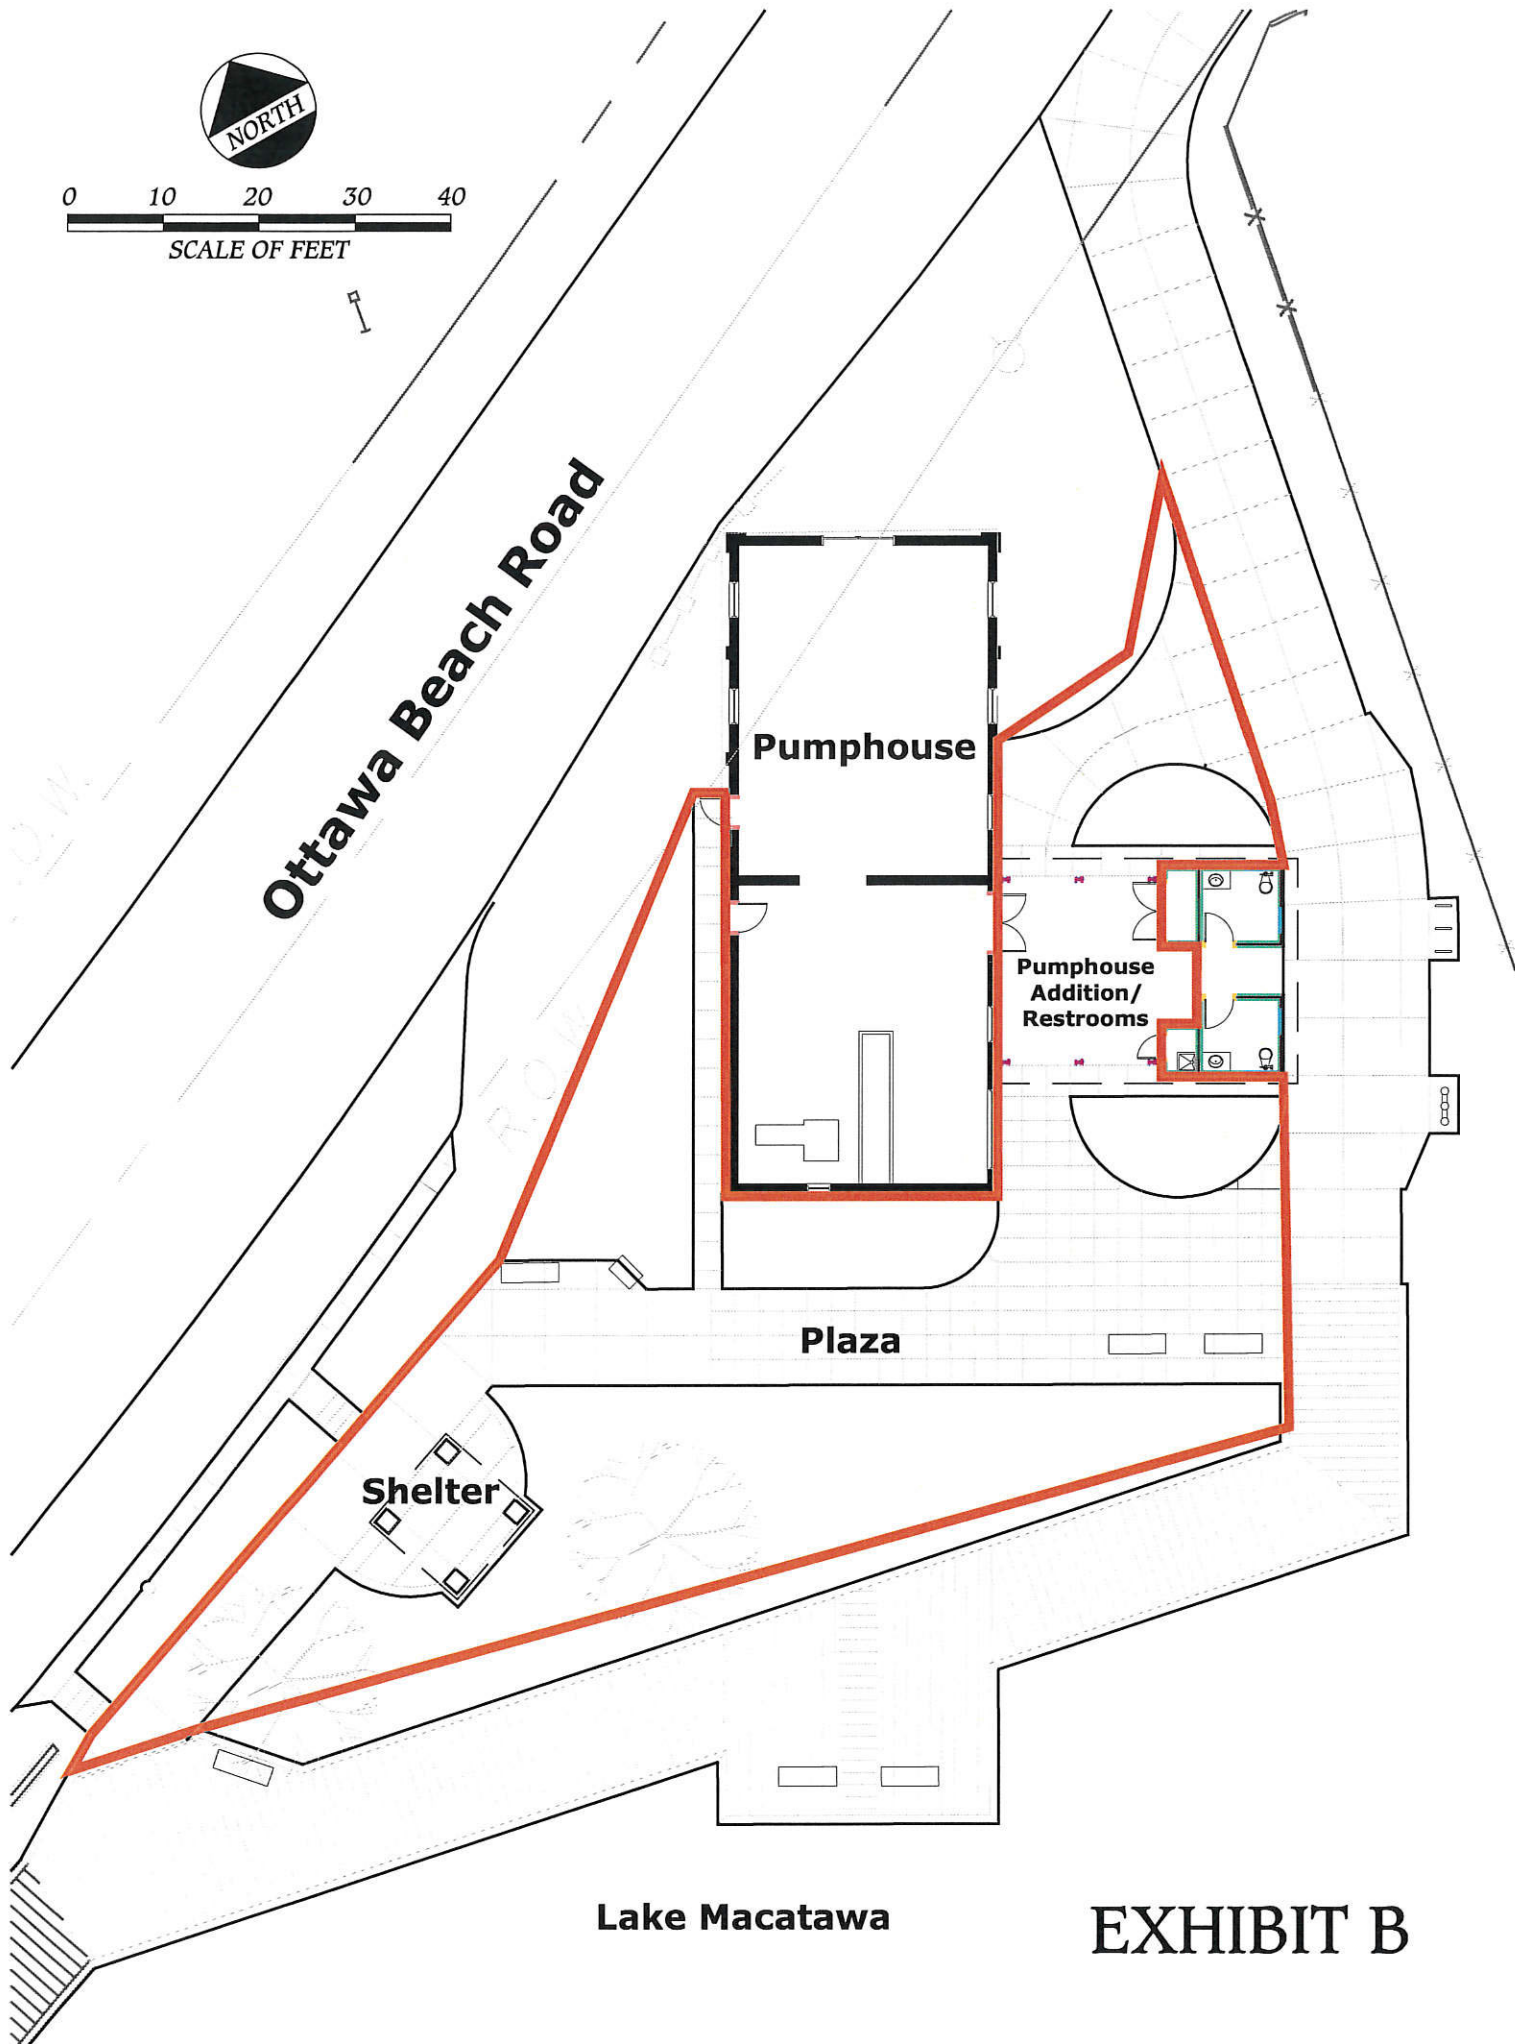 NORTH
0 10 20 30 40
SCALE OF FEET
Ottawa Beach Road
Pumphouse
R.O.W.
Pumphouse
Addition/
Restrooms
Plaza
Shelter
Lake Macatawa
EXHIBIT B